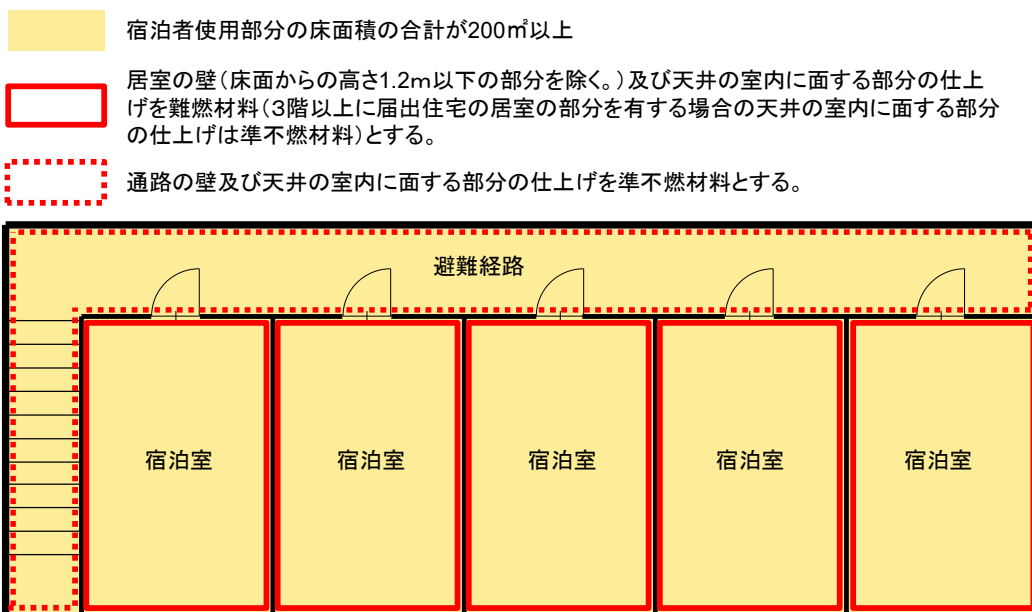 宿泊者使用部分の床面積の合計が200㎡以上
居室の壁(床面からの高さ1.2m以下の部分を除く。)及び天井の室内に面する部分の仕上
げを難燃材料(3階以上に届出住宅の居室の部分を有する場合の天井の室内に面する部分
の仕上げは準不燃材料)とする。
通路の壁及び天井の室内に面する部分の仕上げを準不燃材料とする。
避難経路
宿泊室
宿泊室
宿泊室
宿泊室
宿泊室